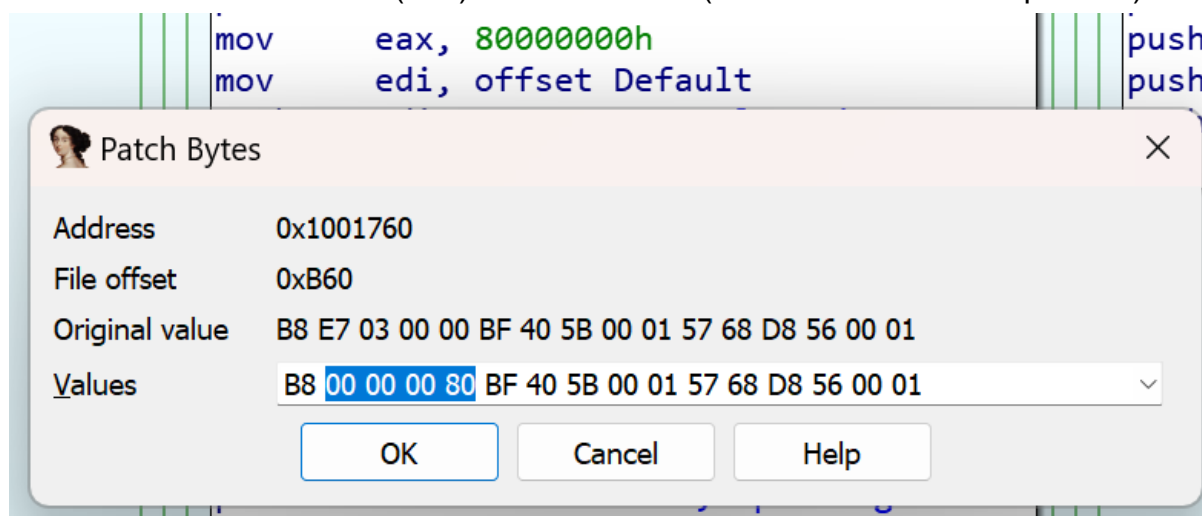 mov eax, 80000000h push
mov edi, offset Default push
Patch Bytes
Address 0x1001760
File offset 0xB60
Original value B8 E7 03 00 00 BF 40 5B 00 01 57 68 D8 56 00 01
Values B8 00 00 00 80 BF 40 5B 00 01 57 68 D8 56 00 01
OK Cancel Help